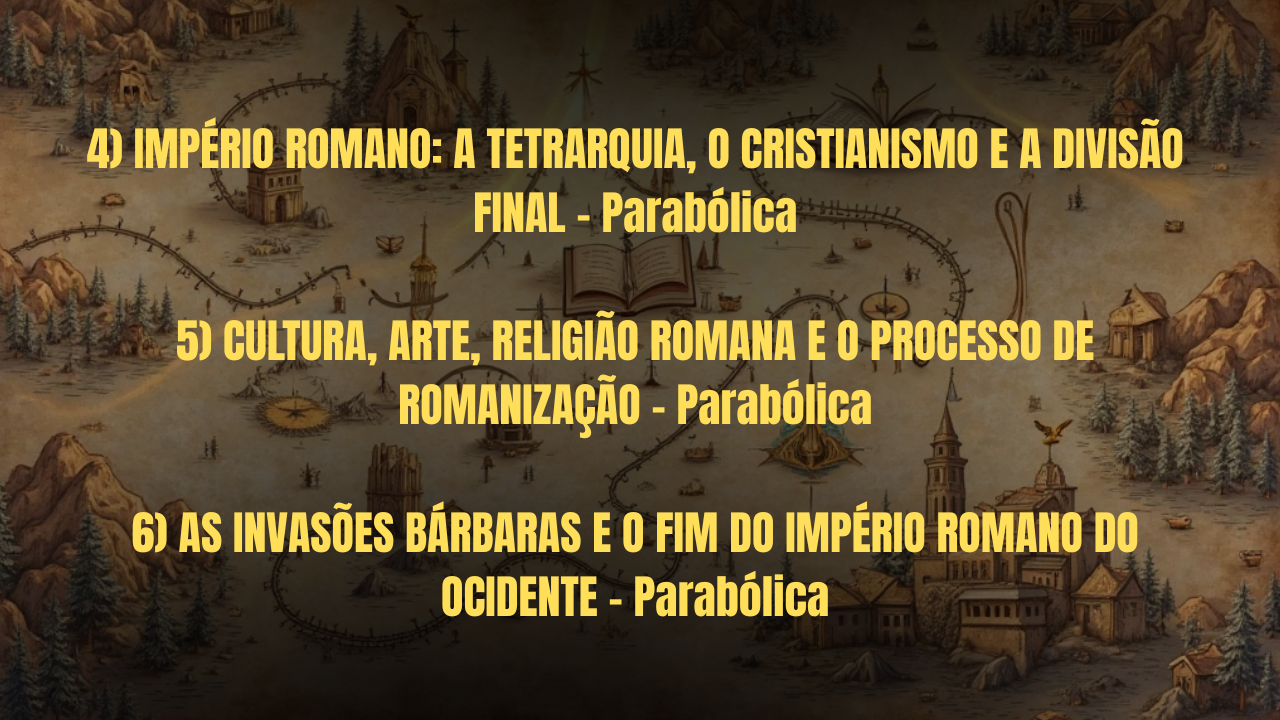 4) IMPÉRIO ROMANO: A TETRARQUIA, O CRISTIANISMO E A DIVISÃO
FINAL - Parabólica
5) CULTURA, ARTE, RELIGIÃO ROMANA E O PROCESSO DE
ROMANIZAÇÃO - Parabólica
6) AS INVASÕES BÁRBARAS E O FIM DO IMPÉRIO ROMANO DO
OCIDENTE - Parabólica